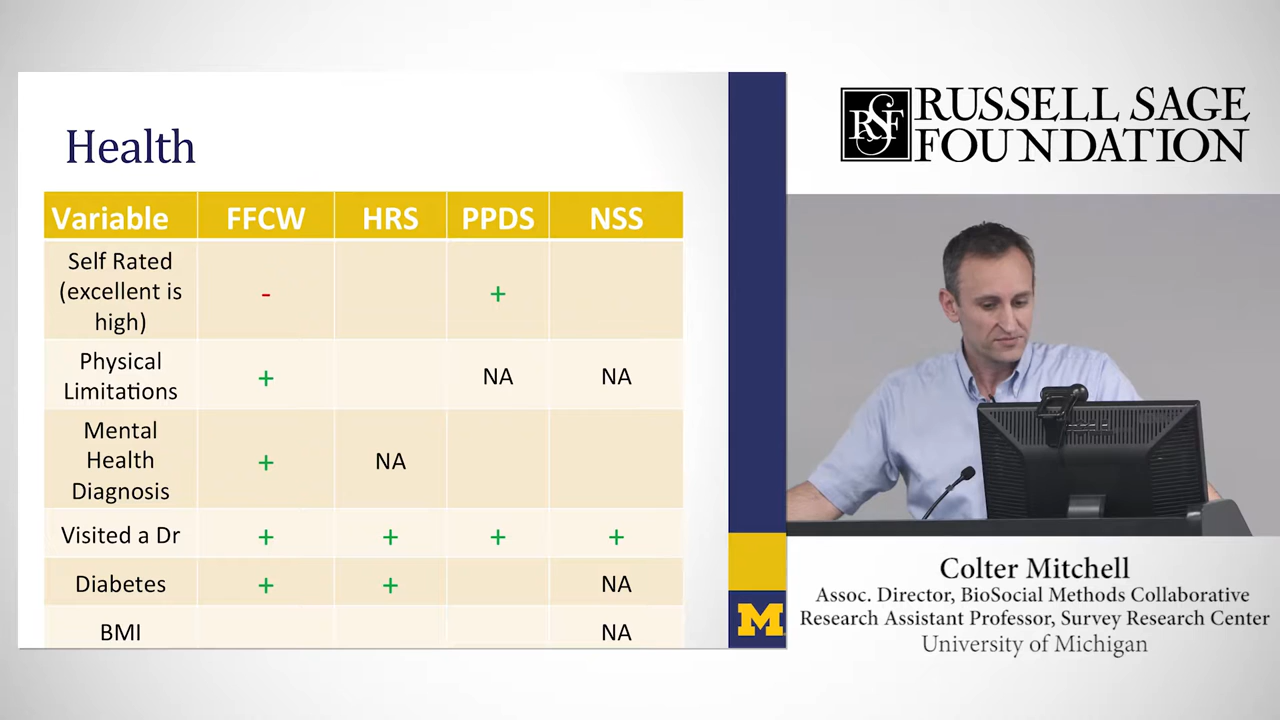 Health
Variable FFCW HRS PPDS NSS
Self Rated
(excellent is
high)
- +
Physical
Limitations
+ NA NA
Mental
Health
Diagnosis
+ NA
Visited a Dr + + + +
Diabetes + + NA
BMI NA
M
RSF
RUSSELL SAGE
FOUNDATION
Colter Mitchell
Assoc. Director, BioSocial Methods Collaborative
Research Assistant Professor, Survey Research Center
University of Michigan